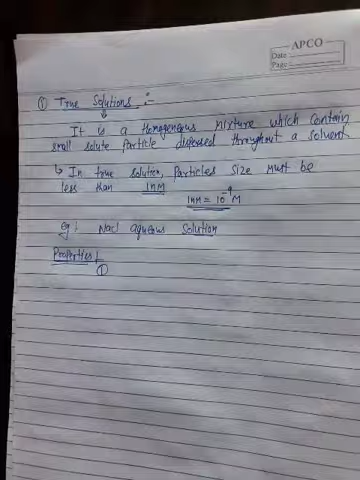 APCO
Date
Page
① True Solutions :-
It is a Homogeneous mixture which contain
small solute particle dispersed throughout a solvent
↳ In true solution, particles size must be
less than 1nM
1nM = 10⁻⁹ M
eg: Nacl aqueous solution
Properties
①